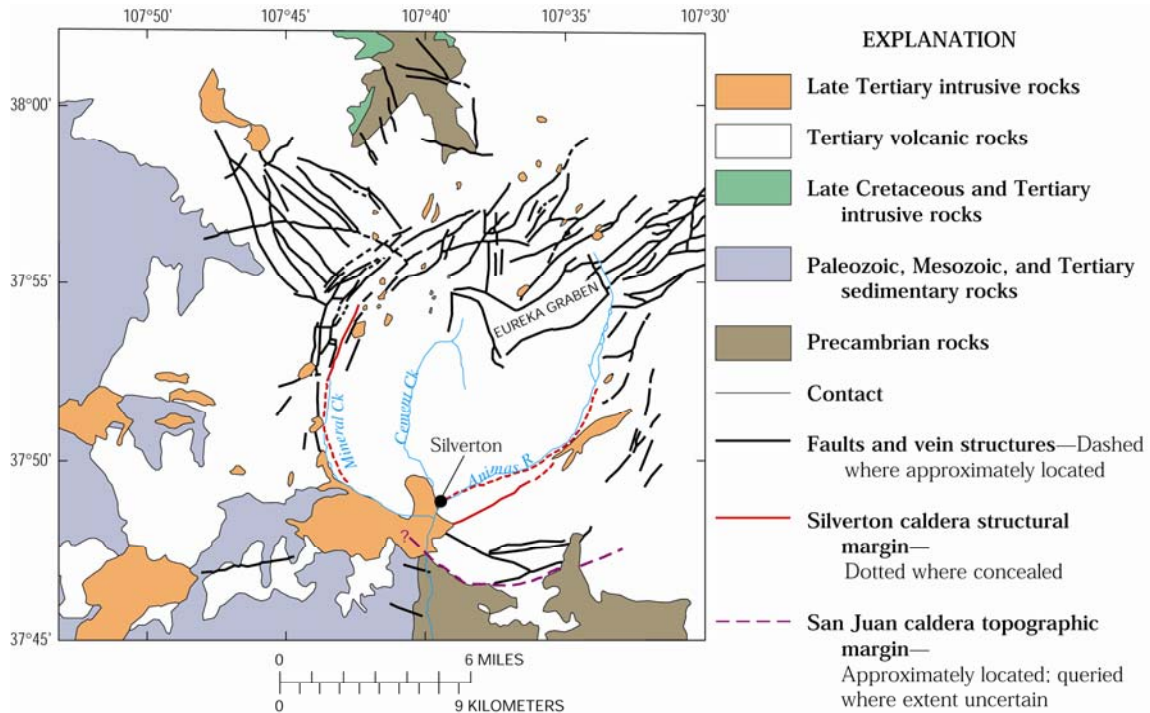 107°50' 107°45' 107°40' 107°35' 107°30'
38°00'
37°55'
37°50'
37°45'
EUREKA GRABEN
Mineral Ck
Cement Ck
Silverton
Animas R.
?
0 6 MILES
0 9 KILOMETERS
EXPLANATION
Late Tertiary intrusive rocks
Tertiary volcanic rocks
Late Cretaceous and Tertiary
intrusive rocks
Paleozoic, Mesozoic, and Tertiary
sedimentary rocks
Precambrian rocks
Contact
Faults and vein structures—Dashed
where approximately located
Silverton caldera structural
margin—
Dotted where concealed
San Juan caldera topographic
margin—
Approximately located; queried
where extent uncertain